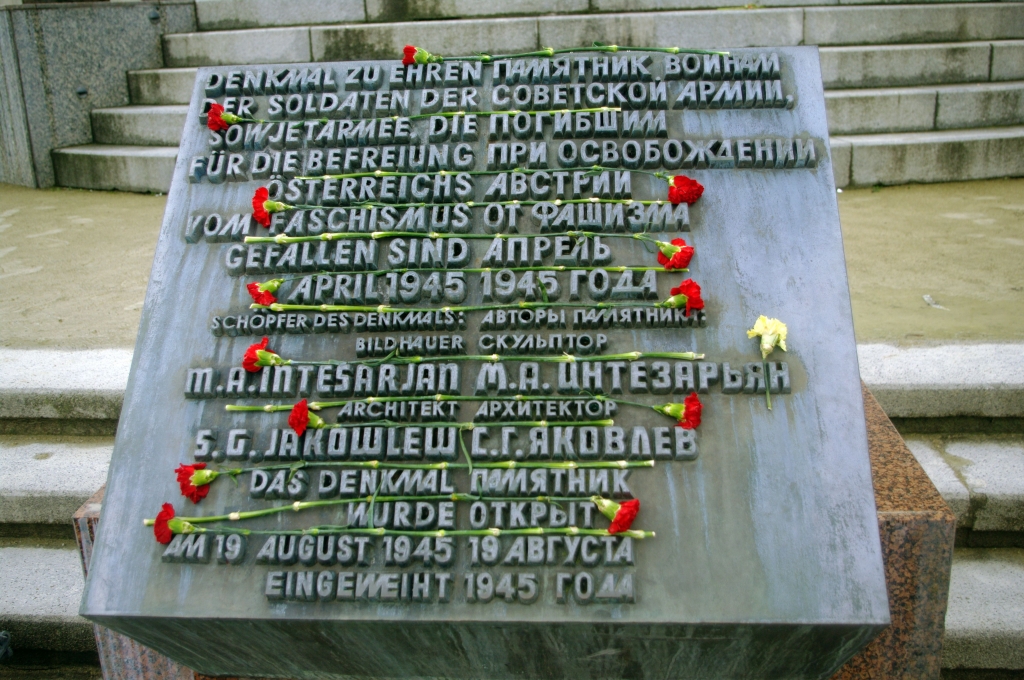 DENKMAL ZU EHREN ПАМЯТНИК ВОИНАМ
DER SOLDATEN DER СОВЕТСКОЙ АРМИИ,
SOWJETARMEE, DIE ПОГИБШИМ
FÜR DIE BEFREIUNG ПРИ ОСВОБОЖДЕНИИ
ÖSTERREICHS АВСТРИИ
VOM FASCHISMUS ОТ ФАШИЗМА
GEFALLEN SIND АПРЕЛЬ
APRIL 1945 1945 ГОДА
SCHÖPFER DES DENKMALS: АВТОРЫ ПАМЯТНИКА:
BILDHAUER СКУЛЬПТОР
M.A. INTESARJAN М.А. ИНТЕЗАРЬЯН
ARCHITEKT АРХИТЕКТОР
S.G. JAKOWLEW С.Г. ЯКОВЛЕВ
DAS DENKMAL ПАМЯТНИК
WURDE ОТКРЫТ
AM 19 AUGUST 1945 19 АВГУСТА
EINGEWEIHT 1945 ГОДА